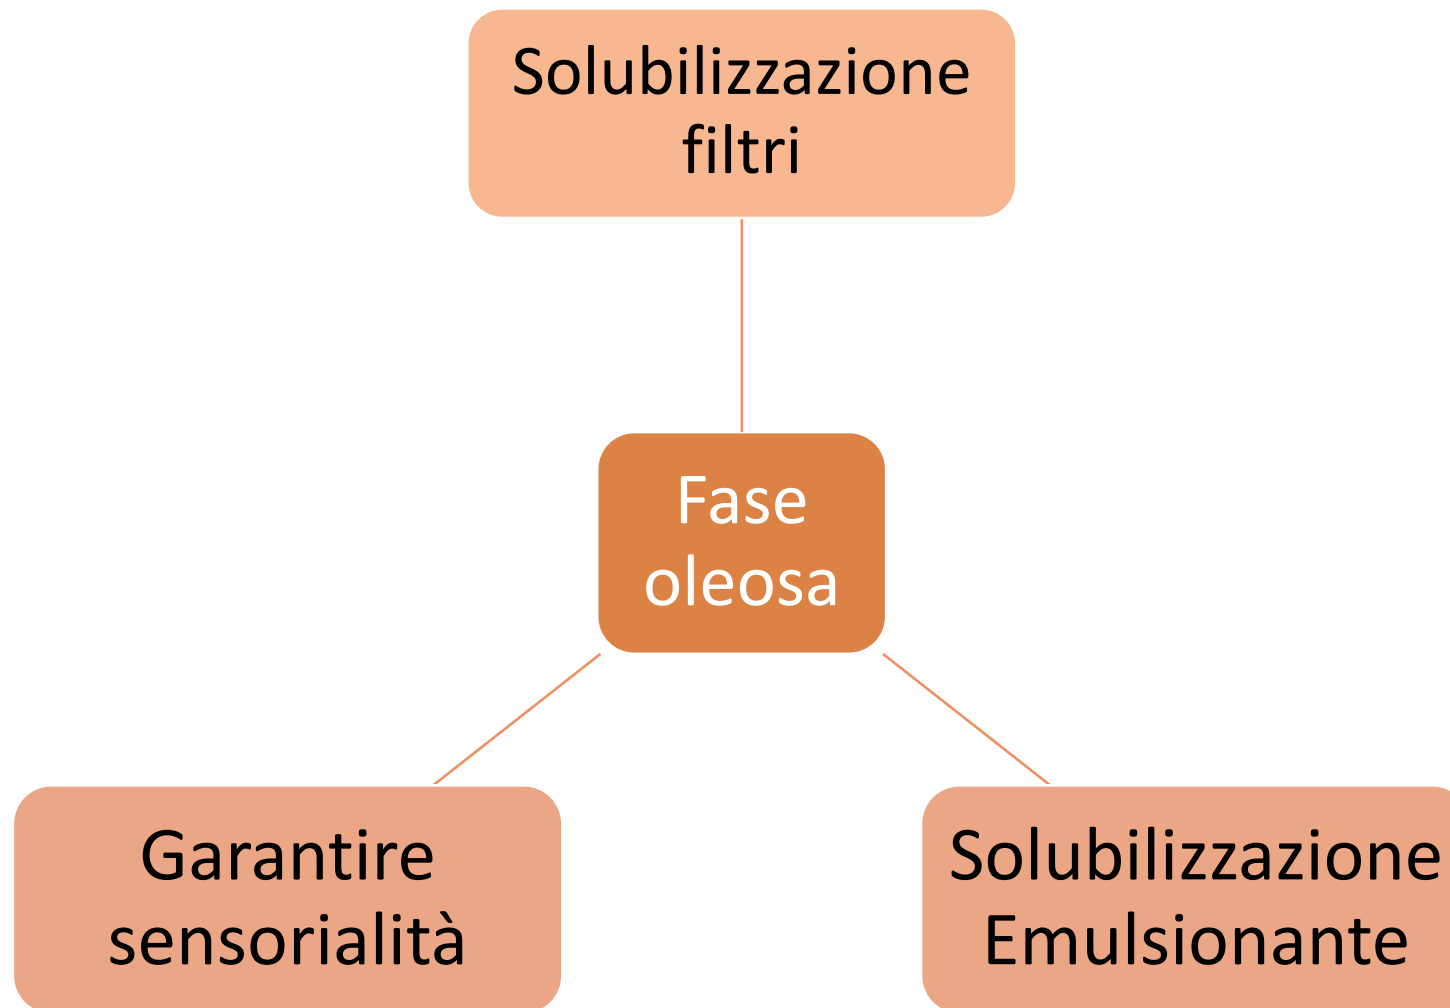 Solubilizzazione
filtri
Fase
oleosa
Garantire
sensorialità
Solubilizzazione
Emulsionante